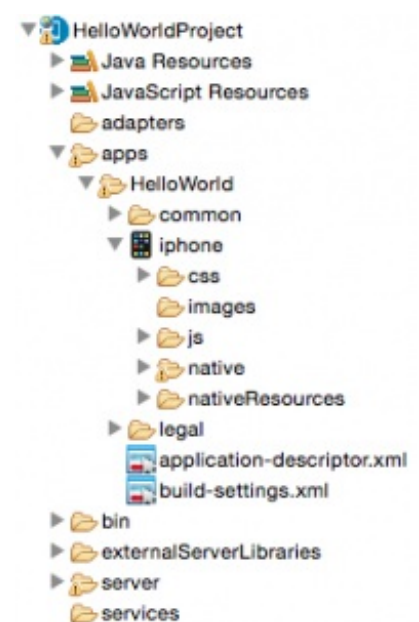 HelloWorldProject
Java Resources
JavaScript Resources
adapters
apps
HelloWorld
common
iphone
css
images
js
native
nativeResources
legal
application-descriptor.xml
build-settings.xml
bin
externalServerLibraries
server
services